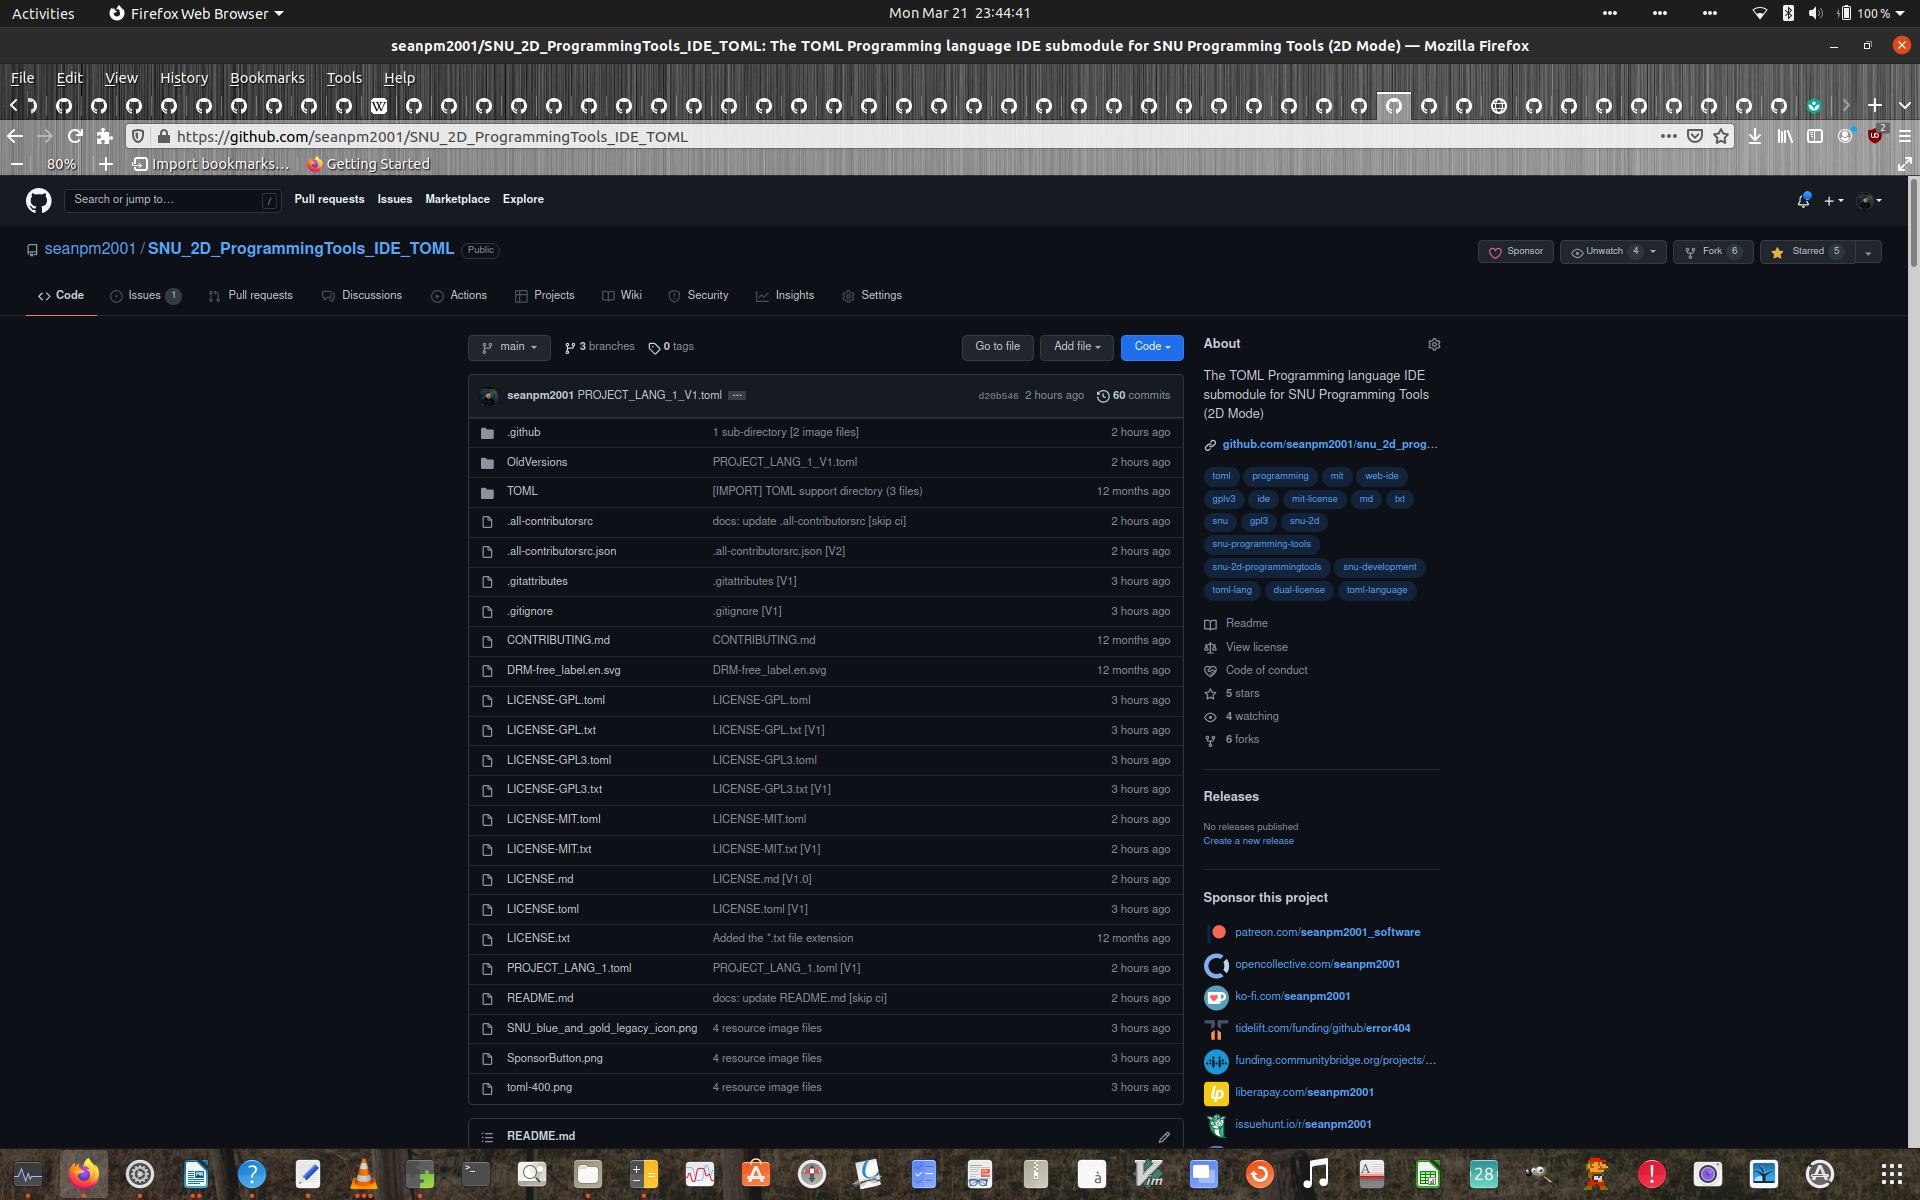 Activities
Firefox Web Browser
Mon Mar 21 23:44:41
100 %
seanpm2001/SNU_2D_ProgrammingTools_IDE_TOML: The TOML Programming language IDE submodule for SNU Programming Tools (2D Mode) — Mozilla Firefox
File Edit View History Bookmarks Tools Help
https://github.com/seanpm2001/SNU_2D_ProgrammingTools_IDE_TOML
2
80%
Import bookmarks...
Getting Started
Search or jump to...
/
Pull requests Issues Marketplace Explore
seanpm2001 / SNU_2D_ProgrammingTools_IDE_TOML Public
Sponsor
Unwatch 4
Fork 6
Starred 5
Code
Issues 1
Pull requests
Discussions
Actions
Projects
Wiki
Security
Insights
Settings
main
3 branches
0 tags
Go to file
Add file
Code
seanpm2001 PROJECT_LANG_1_V1.toml ... d20b546 2 hours ago 60 commits
.github 1 sub-directory [2 image files] 2 hours ago
OldVersions PROJECT_LANG_1_V1.toml 2 hours ago
TOML [IMPORT] TOML support directory (3 files) 12 months ago
.all-contributorsrc docs: update .all-contributorsrc [skip ci] 2 hours ago
.all-contributorsrc.json .all-contributorsrc.json [V2] 2 hours ago
.gitattributes .gitattributes [V1] 3 hours ago
.gitignore .gitignore [V1] 3 hours ago
CONTRIBUTING.md CONTRIBUTING.md 12 months ago
DRM-free_label.en.svg DRM-free_label.en.svg 12 months ago
LICENSE-GPL.toml LICENSE-GPL.toml 3 hours ago
LICENSE-GPL.txt LICENSE-GPL.txt [V1] 3 hours ago
LICENSE-GPL3.toml LICENSE-GPL3.toml 3 hours ago
LICENSE-GPL3.txt LICENSE-GPL3.txt [V1] 3 hours ago
LICENSE-MIT.toml LICENSE-MIT.toml 2 hours ago
LICENSE-MIT.txt LICENSE-MIT.txt [V1] 2 hours ago
LICENSE.md LICENSE.md [V1.0] 2 hours ago
LICENSE.toml LICENSE.toml [V1] 3 hours ago
LICENSE.txt Added the *.txt file extension 12 months ago
PROJECT_LANG_1.toml PROJECT_LANG_1.toml [V1] 2 hours ago
README.md docs: update README.md [skip ci] 2 hours ago
SNU_blue_and_gold_legacy_icon.png 4 resource image files 3 hours ago
SponsorButton.png 4 resource image files 3 hours ago
toml-400.png 4 resource image files 3 hours ago
README.md
About
The TOML Programming language IDE
submodule for SNU Programming Tools
(2D Mode)
github.com/seanpm2001/snu_2d_prog...
toml programming mit web-ide
gplv3 ide mit-license md txt
snu gpl3 snu-2d
snu-programming-tools
snu-2d-programmingtools snu-development
toml-lang dual-license toml-language
Readme
View license
Code of conduct
5 stars
4 watching
6 forks
Releases
No releases published
Create a new release
Sponsor this project
patreon.com/seanpm2001_software
opencollective.com/seanpm2001
ko-fi.com/seanpm2001
tidelift.com/funding/github/error404
funding.communitybridge.org/projects/...
lp
liberapay.com/seanpm2001
issuehunt.io/r/seanpm2001
28